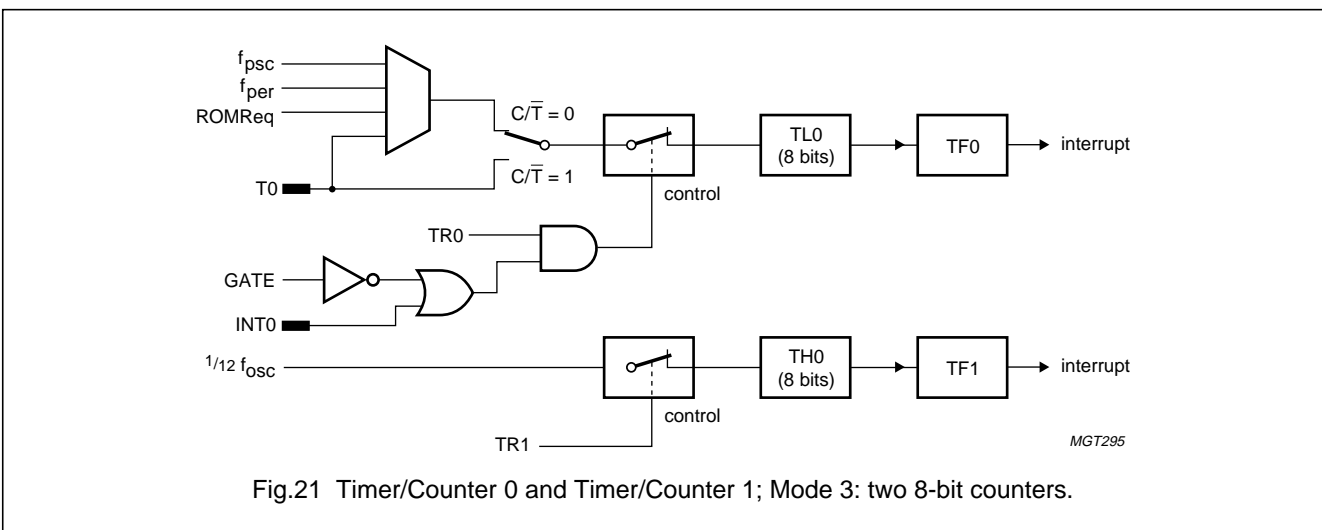 fpsc
fper
ROMReq
T0
C/T̅ = 0
C/T̅ = 1
control
TL0
(8 bits)
TF0
interrupt
TR0
GATE
INT0
1/12 fosc
control
TH0
(8 bits)
TF1
interrupt
TR1
MGT295
Fig.21 Timer/Counter 0 and Timer/Counter 1; Mode 3: two 8-bit counters.